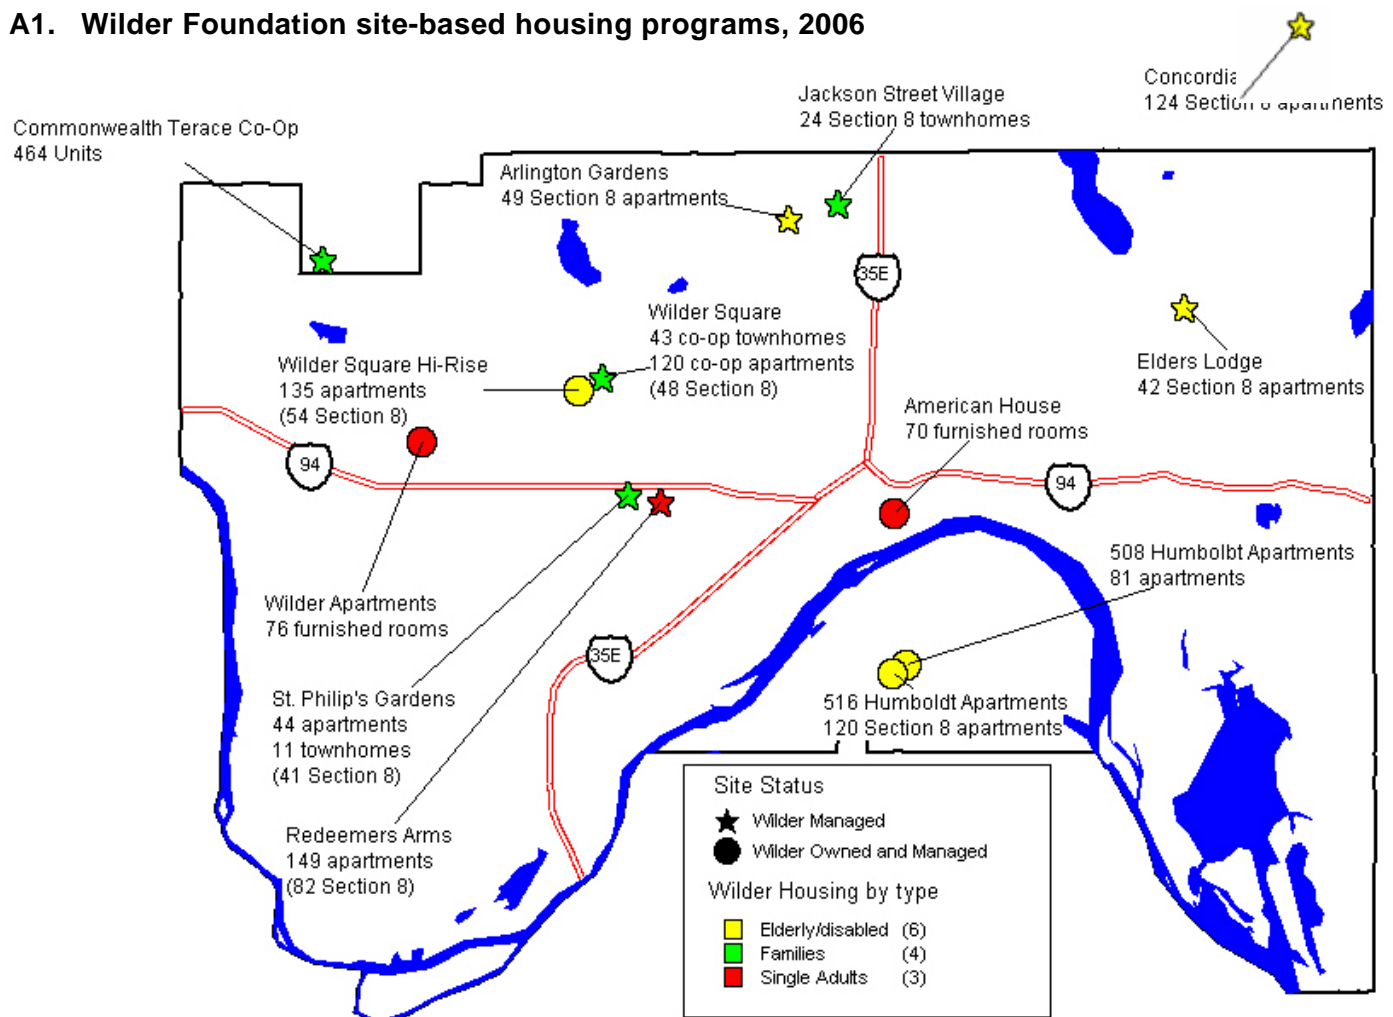 A1. Wilder Foundation site-based housing programs, 2006
Concordia
124 Section 8 apartments
Jackson Street Village
24 Section 8 townhomes
Commonwealth Terace Co-Op
464 Units
Arlington Gardens
49 Section 8 apartments
35E
Wilder Square
43 co-op townhomes
120 co-op apartments
(48 Section 8)
Wilder Square Hi-Rise
135 apartments
(54 Section 8)
Elders Lodge
42 Section 8 apartments
American House
70 furnished rooms
94
94
508 Humbolbt Apartments
81 apartments
Wilder Apartments
76 furnished rooms
35E
St. Philip's Gardens
44 apartments
11 townhomes
(41 Section 8)
516 Humboldt Apartments
120 Section 8 apartments
Redeemers Arms
149 apartments
(82 Section 8)
Site Status
Wilder Managed
Wilder Owned and Managed
Wilder Housing by type
Elderly/disabled (6)
Families (4)
Single Adults (3)